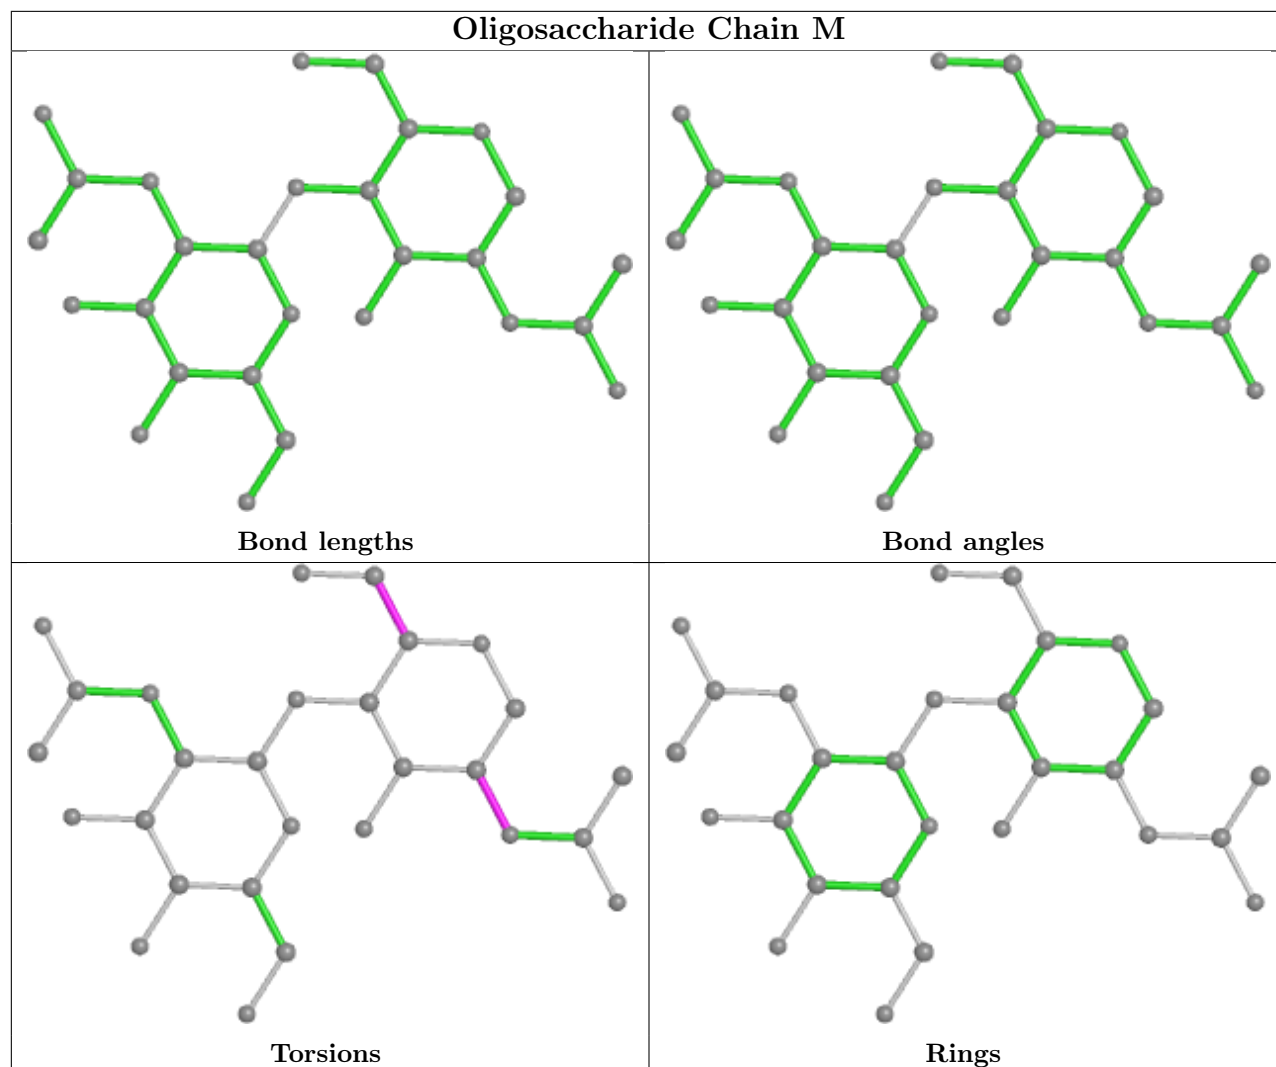 Oligosaccharide Chain M
Bond lengths
Bond angles
Torsions
Rings